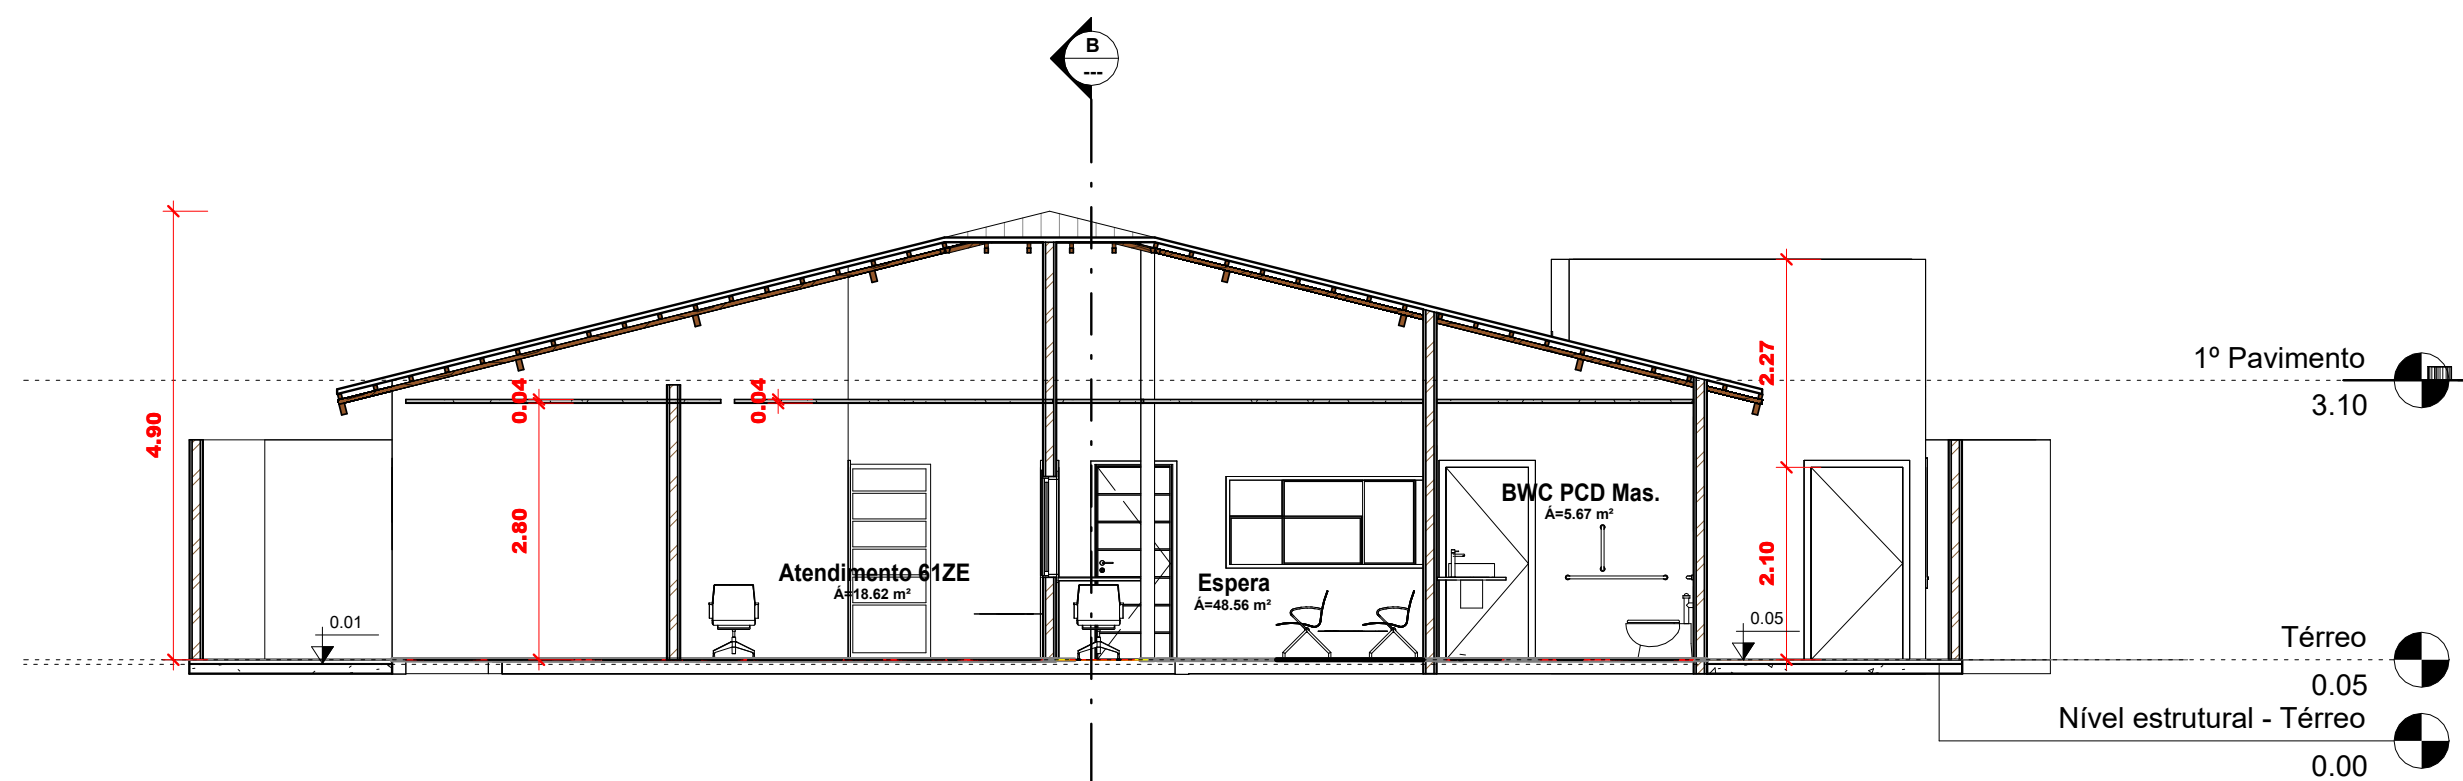 B
---
1º Pavimento
3.10
4.90
0.04
0.04
2.27
2.80
2.10
BWC PCD Mas.
Á=5.67 m²
Atendimento 61ZE
Á=18.62 m²
Espera
Á=48.56 m²
0.01
0.05
Térreo
0.05
Nível estrutural - Térreo
0.00